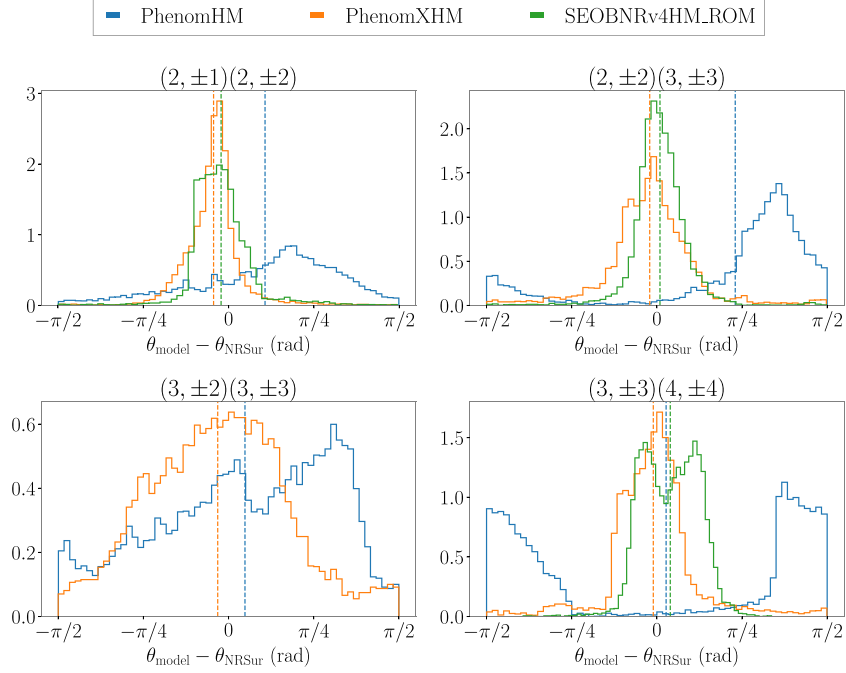 PhenomHM PhenomXHM SEOBNRv4HM_ROM
(2, ±1)(2, ±2) (2, ±2)(3, ±3)
3
2
1
0
2.0
1.5
1.0
0.5
0.0
−π/2 −π/4 0 π/4 π/2 −π/2 −π/4 0 π/4 π/2
θmodel − θNRSur (rad) θmodel − θNRSur (rad)
(3, ±2)(3, ±3) (3, ±3)(4, ±4)
0.6
0.4
0.2
0.0
1.5
1.0
0.5
0.0
−π/2 −π/4 0 π/4 π/2 −π/2 −π/4 0 π/4 π/2
θmodel − θNRSur (rad) θmodel − θNRSur (rad)